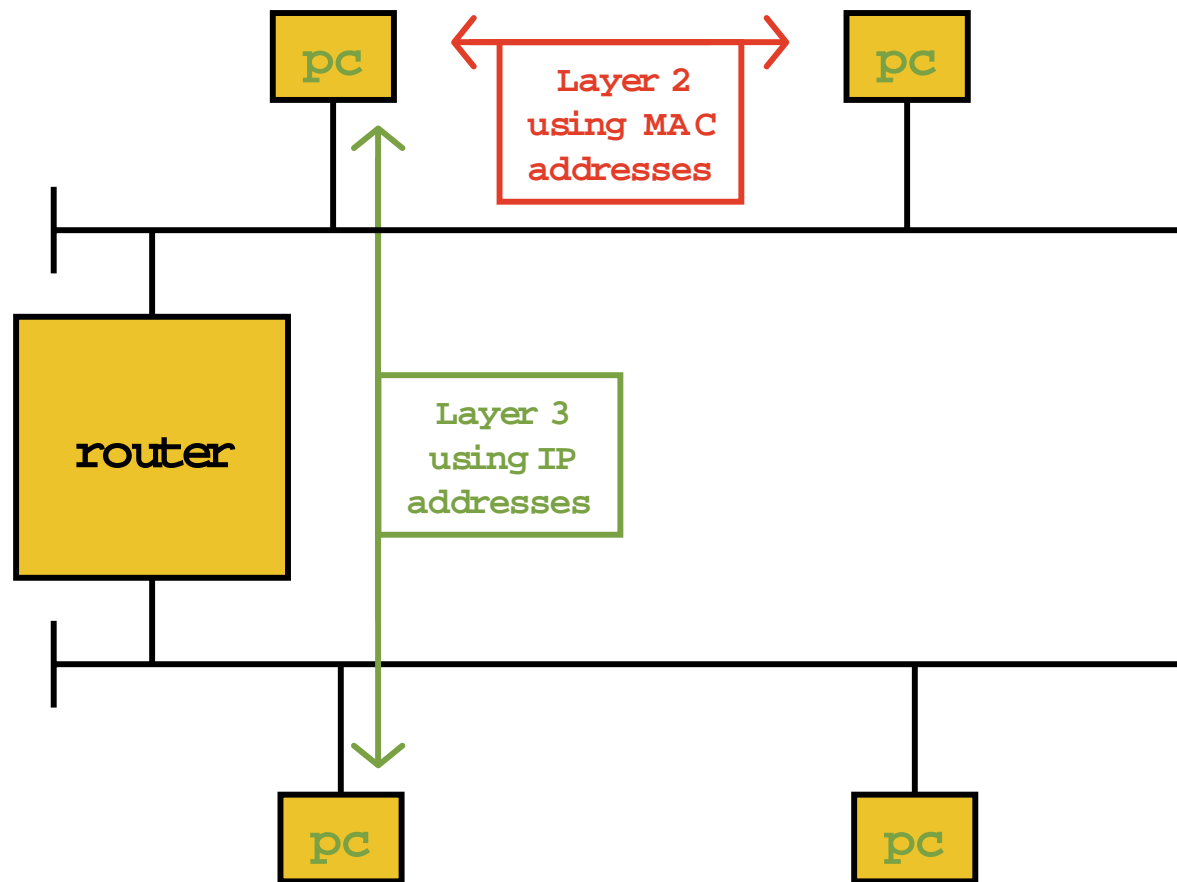 pc
pc
Layer 2
using MAC
addresses
router
Layer 3
using IP
addresses
pc
pc